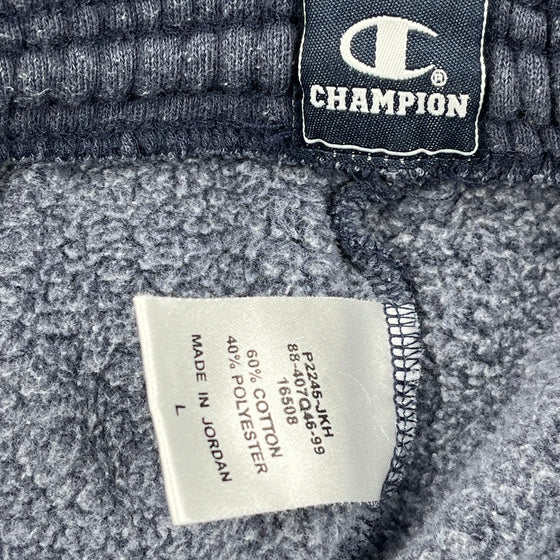 C®
CHAMPION
P2245-JKH
88-407Q46-99
16508
60% COTTON
40% POLYESTER
MADE IN JORDAN
L